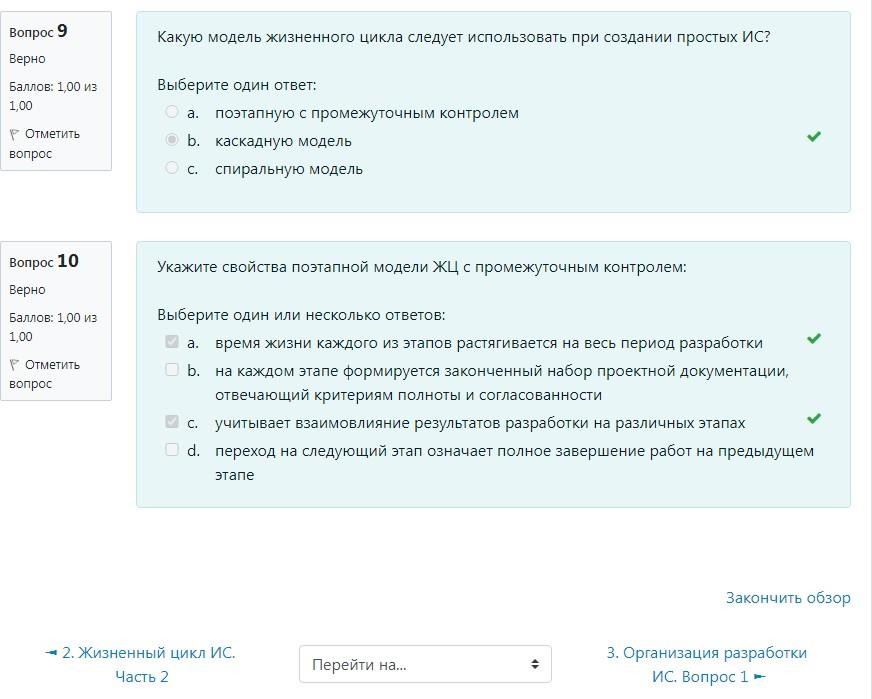 Вопрос 9
Верно
Баллов: 1,00 из
1,00
Отметить
вопрос
Какую модель жизненного цикла следует использовать при создании простых ИС?
Выберите один ответ:
a. поэтапную с промежуточным контролем
b. каскадную модель
c. спиральную модель
Вопрос 10
Верно
Баллов: 1,00 из
1,00
Отметить
вопрос
Укажите свойства поэтапной модели ЖЦ с промежуточным контролем:
Выберите один или несколько ответов:
a. время жизни каждого из этапов растягивается на весь период разработки
b. на каждом этапе формируется законченный набор проектной документации,
отвечающий критериям полноты и согласованности
c. учитывает взаимовлияние результатов разработки на различных этапах
d. переход на следующий этап означает полное завершение работ на предыдущем
этапе
Закончить обзор
◄ 2. Жизненный цикл ИС.
Часть 2
Перейти на...
3. Организация разработки
ИС. Вопрос 1 ►